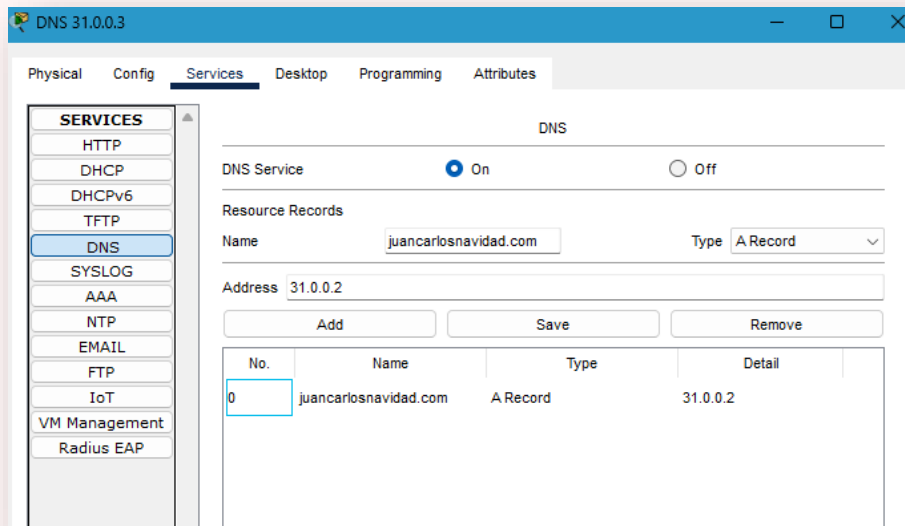 DNS 31.0.0.3
Physical Config Services Desktop Programming Attributes
SERVICES
HTTP
DHCP
DHCPv6
TFTP
DNS
SYSLOG
AAA
NTP
EMAIL
FTP
IoT
VM Management
Radius EAP
DNS
DNS Service On Off
Resource Records
Name juancarlosnavidad.com Type A Record
Address 31.0.0.2
Add Save Remove
No. Name Type Detail
0 juancarlosnavidad.com A Record 31.0.0.2